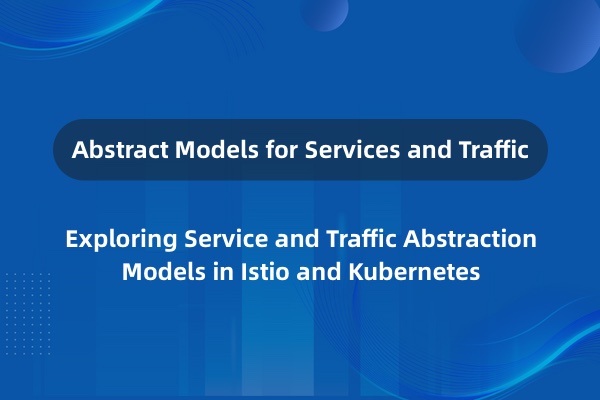 Abstract Models for Services and Traffic
Exploring Service and Traffic Abstraction
Models in Istio and Kubernetes